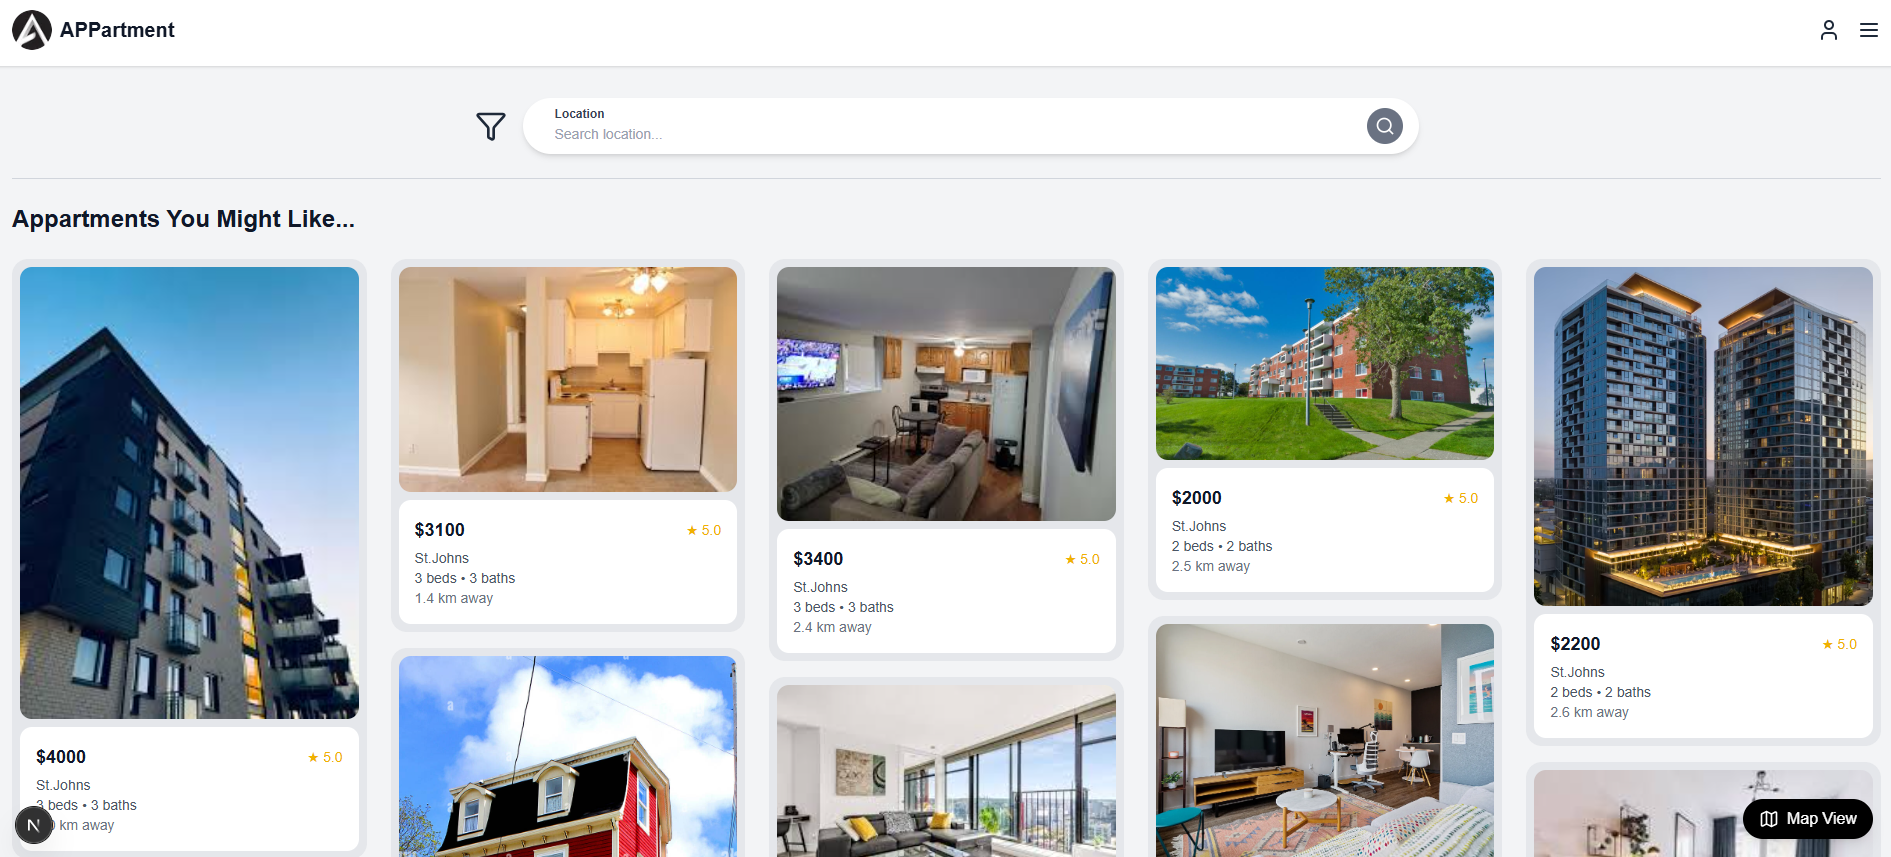 APPartment
Location
Search location...
Appartments You Might Like...
$4000
★ 5.0
St.Johns
3 beds • 3 baths
km away
$3100
★ 5.0
St.Johns
3 beds • 3 baths
1.4 km away
$3400
★ 5.0
St.Johns
3 beds • 3 baths
2.4 km away
$2000
★ 5.0
St.Johns
2 beds • 2 baths
2.5 km away
$2200
★ 5.0
St.Johns
2 beds • 2 baths
2.6 km away
a
N
Map View